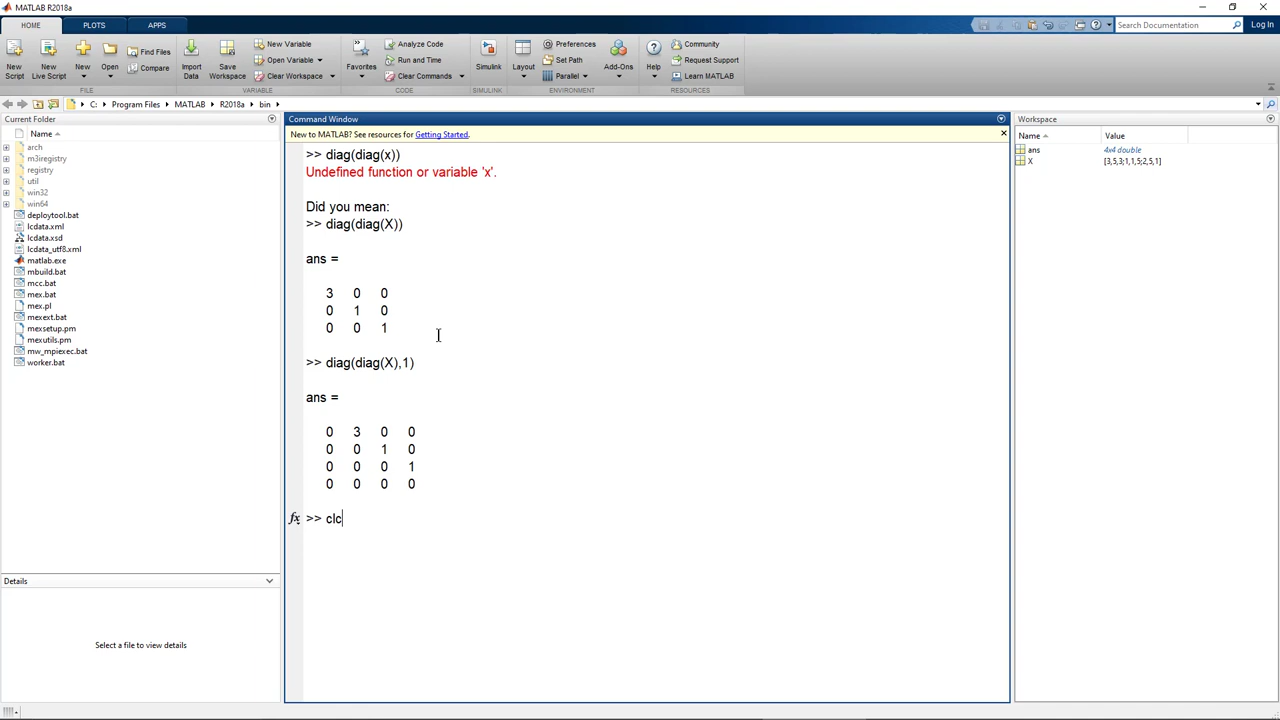 MATLAB R2018a
HOME PLOTS APPS Search Documentation Log In
New Script New Live Script New Open Find Files Compare Import Data Save Workspace New Variable Open Variable Clear Workspace Favorites Analyze Code Run and Time Clear Commands Simulink Layout Preferences Set Path Parallel Add-Ons Help Community Request Support Learn MATLAB
FILE VARIABLE CODE SIMULINK ENVIRONMENT RESOURCES
C: Program Files MATLAB R2018a bin
Current Folder
Name
arch
m3iregistry
registry
util
win32
win64
deploytool.bat
lcdata.xml
lcdata.xsd
lcdata_utf8.xml
matlab.exe
mbuild.bat
mcc.bat
mex.bat
mex.pl
mexext.bat
mexsetup.pm
mexutils.pm
mw_mpiexec.bat
worker.bat
Details
Select a file to view details
Command Window
New to MATLAB? See resources for Getting Started.
>> diag(diag(x))
Undefined function or variable 'x'.
Did you mean:
>> diag(diag(X))
ans =
3 0 0
0 1 0
0 0 1
>> diag(diag(X),1)
ans =
0 3 0 0
0 0 1 0
0 0 0 1
0 0 0 0
fx >> clc
Workspace
Name Value
ans 4x4 double
X [3,5,3;1,1,5;2,5,1]